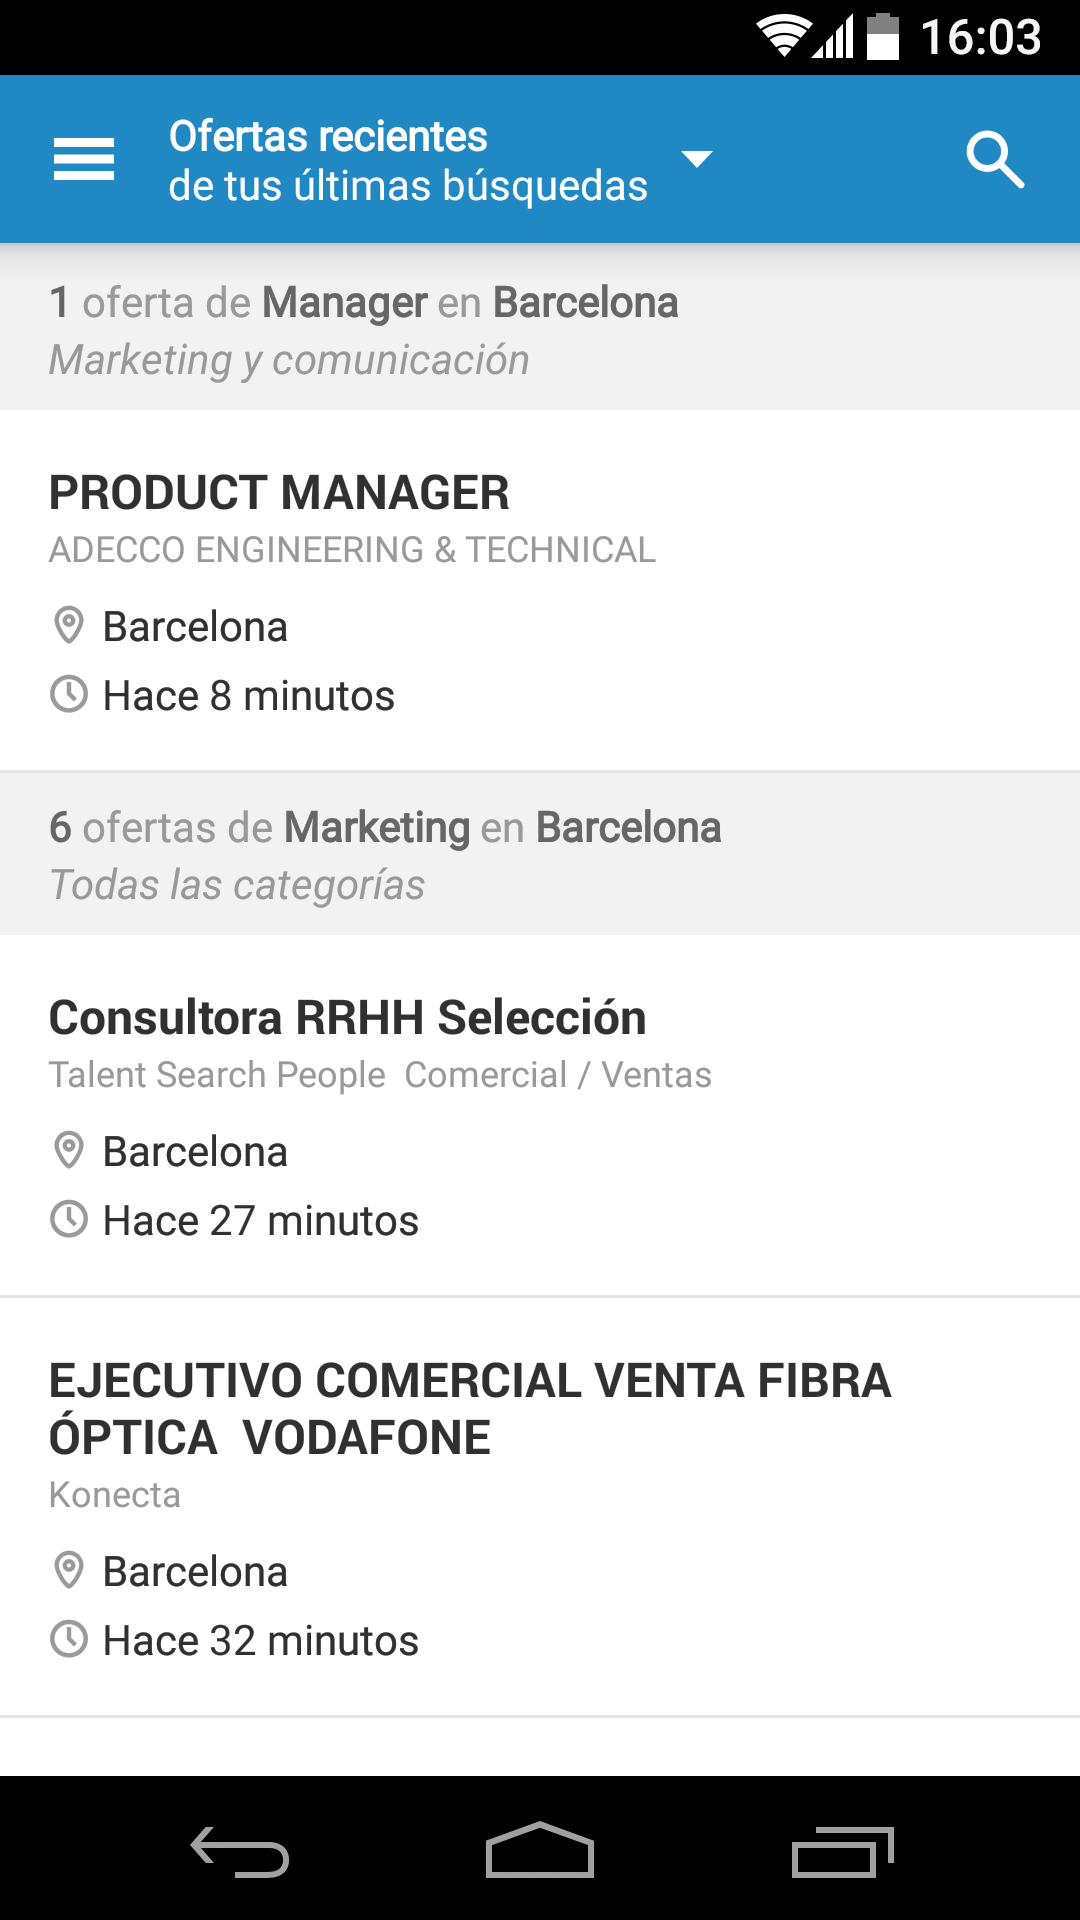 16:03
Ofertas recientes
de tus últimas búsquedas
1 oferta de Manager en Barcelona
Marketing y comunicación
PRODUCT MANAGER
ADECCO ENGINEERING & TECHNICAL
Barcelona
Hace 8 minutos
6 ofertas de Marketing en Barcelona
Todas las categorías
Consultora RRHH Selección
Talent Search People  Comercial / Ventas
Barcelona
Hace 27 minutos
EJECUTIVO COMERCIAL VENTA FIBRA
ÓPTICA  VODAFONE
Konecta
Barcelona
Hace 32 minutos